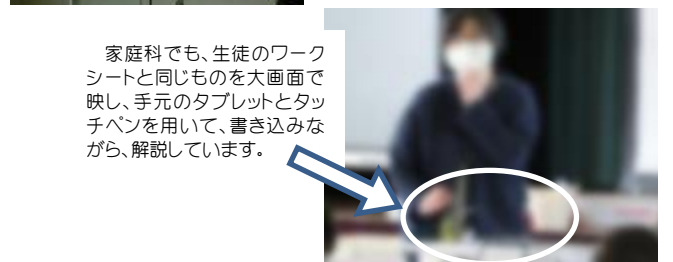 家庭科でも、生徒のワーク
シートと同じものを大画面で
映し、手元のタブレットとタッ
チペンを用いて、書き込みな
がら、解説しています。